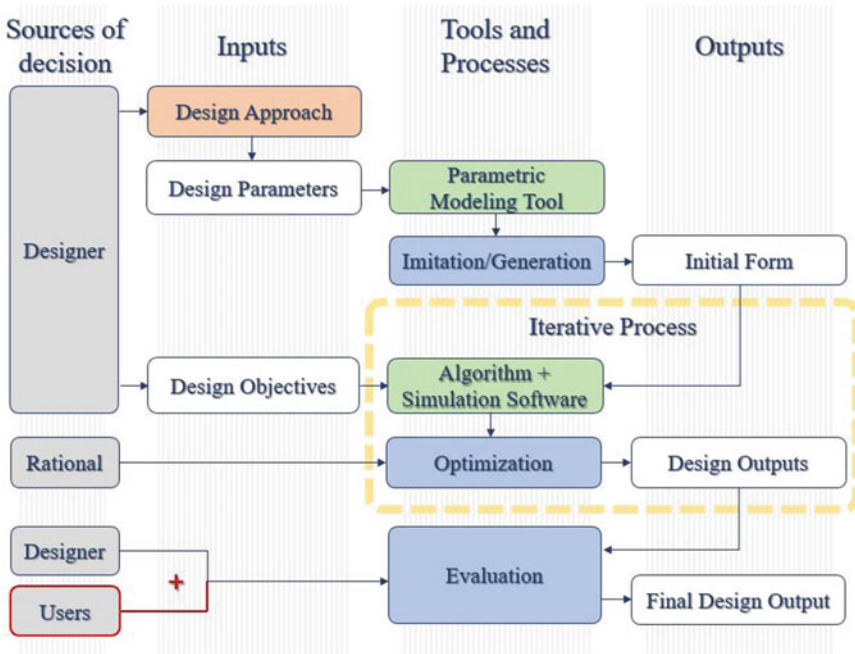 Sources of
decision
Inputs
Tools and
Processes
Outputs
Designer
Design Approach
Design Parameters
Parametric
Modeling Tool
Imitation/Generation
Initial Form
Iterative Process
Design Objectives
Algorithm +
Simulation Software
Rational
Optimization
Design Outputs
Designer
+
Users
Evaluation
Final Design Output